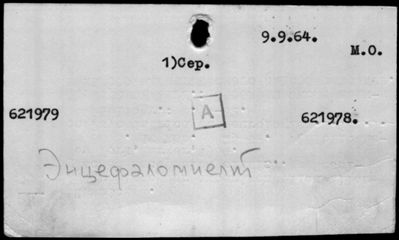 9.9.64.
М.О.
1)Сер.
621979
А
621978.
Энцефаломиелит